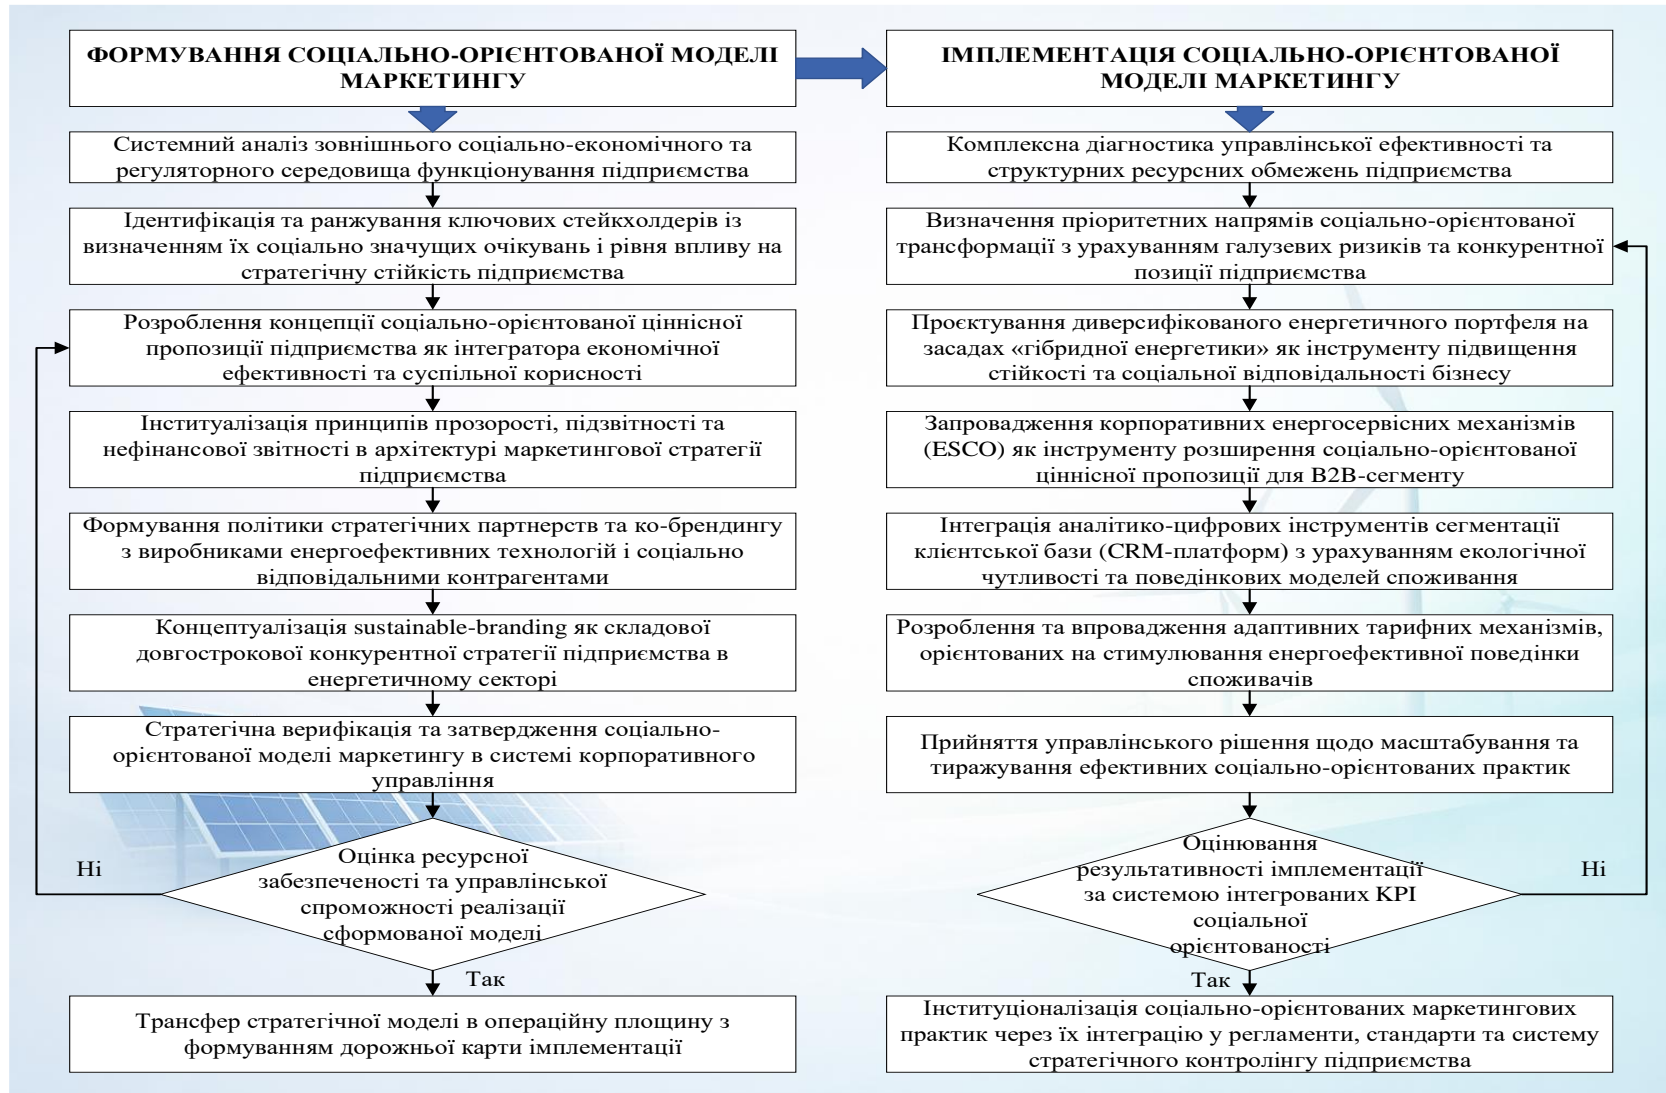 ФОРМУВАННЯ СОЦІАЛЬНО-ОРІЄНТОВАНОЇ МОДЕЛІ
МАРКЕТИНГУ
Системний аналіз зовнішнього соціально-економічного та
регуляторного середовища функціонування підприємства
Ідентифікація та ранжування ключових стейкхолдерів із
визначенням їх соціально значущих очікувань і рівня впливу на
стратегічну стійкість підприємства
Розроблення концепції соціально-орієнтованої ціннісної
пропозиції підприємства як інтегратора економічної
ефективності та суспільної корисності
Інституалізація принципів прозорості, підзвітності та
нефінансової звітності в архітектурі маркетингової стратегії
підприємства
Формування політики стратегічних партнерств та ко-брендингу
з виробниками енергоефективних технологій і соціально
відповідальними контрагентами
Концептуалізація sustainable-branding як складової
довгострокової конкурентної стратегії підприємства в
енергетичному секторі
Стратегічна верифікація та затвердження соціально-
орієнтованої моделі маркетингу в системі корпоративного
управління
Ні
Оцінка ресурсної
забезпеченості та управлінської
спроможності реалізації
сформованої моделі
Так
Трансфер стратегічної моделі в операційну площину з
формуванням дорожньої карти імплементації
ІМПЛЕМЕНТАЦІЯ СОЦІАЛЬНО-ОРІЄНТОВАНОЇ
МОДЕЛІ МАРКЕТИНГУ
Комплексна діагностика управлінської ефективності та
структурних ресурсних обмежень підприємства
Визначення пріоритетних напрямів соціально-орієнтованої
трансформації з урахуванням галузевих ризиків та конкурентної
позиції підприємства
Проєктування диверсифікованого енергетичного портфеля на
засадах «гібридної енергетики» як інструменту підвищення
стійкості та соціальної відповідальності бізнесу
Запровадження корпоративних енергосервісних механізмів
(ESCO) як інструменту розширення соціально-орієнтованої
ціннісної пропозиції для B2B-сегменту
Інтеграція аналітико-цифрових інструментів сегментації
клієнтської бази (CRM-платформ) з урахуванням екологічної
чутливості та поведінкових моделей споживання
Розроблення та впровадження адаптивних тарифних механізмів,
орієнтованих на стимулювання енергоефективної поведінки
споживачів
Прийняття управлінського рішення щодо масштабування та
тиражування ефективних соціально-орієнтованих практик
Оцінювання
результативності імплементації
за системою інтегрованих KPI
соціальної
орієнтованості
Ні
Так
Інституціоналізація соціально-орієнтованих маркетингових
практик через їх інтеграцію у регламенти, стандарти та систему
стратегічного контролінгу підприємства